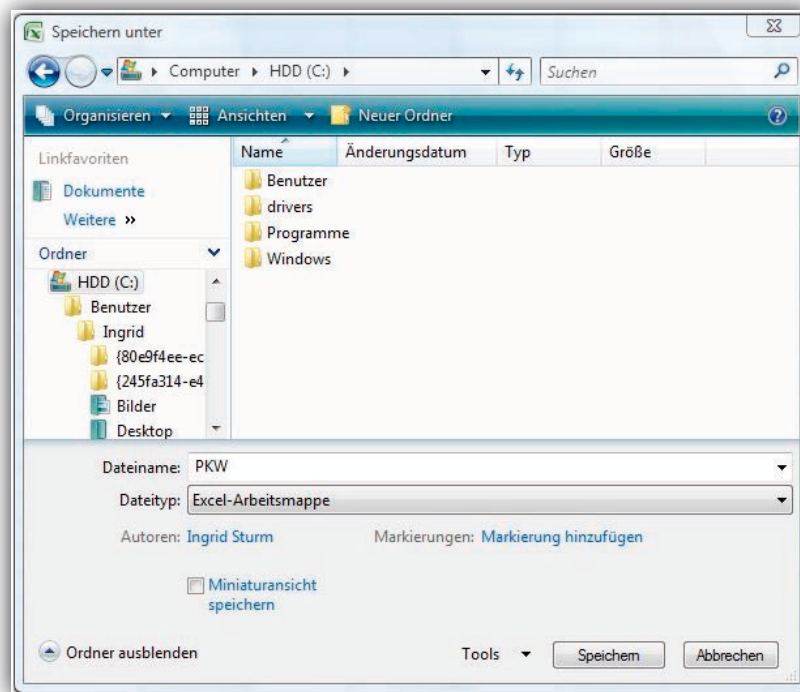 Speichern unter
Computer HDD (C:)
Suchen
Organisieren Ansichten Neuer Ordner
Linkfavoriten
Dokumente
Weitere »
Ordner
HDD (C:)
Benutzer
Ingrid
{80e9f4ee-ec
{245fa314-e4
Bilder
Desktop
Name Änderungsdatum Typ Größe
Benutzer
drivers
Programme
Windows
Dateiname: PKW
Dateityp: Excel-Arbeitsmappe
Autoren: Ingrid Sturm Markierungen: Markierung hinzufügen
Miniaturansicht
speichern
Ordner ausblenden Tools Speichern Abbrechen